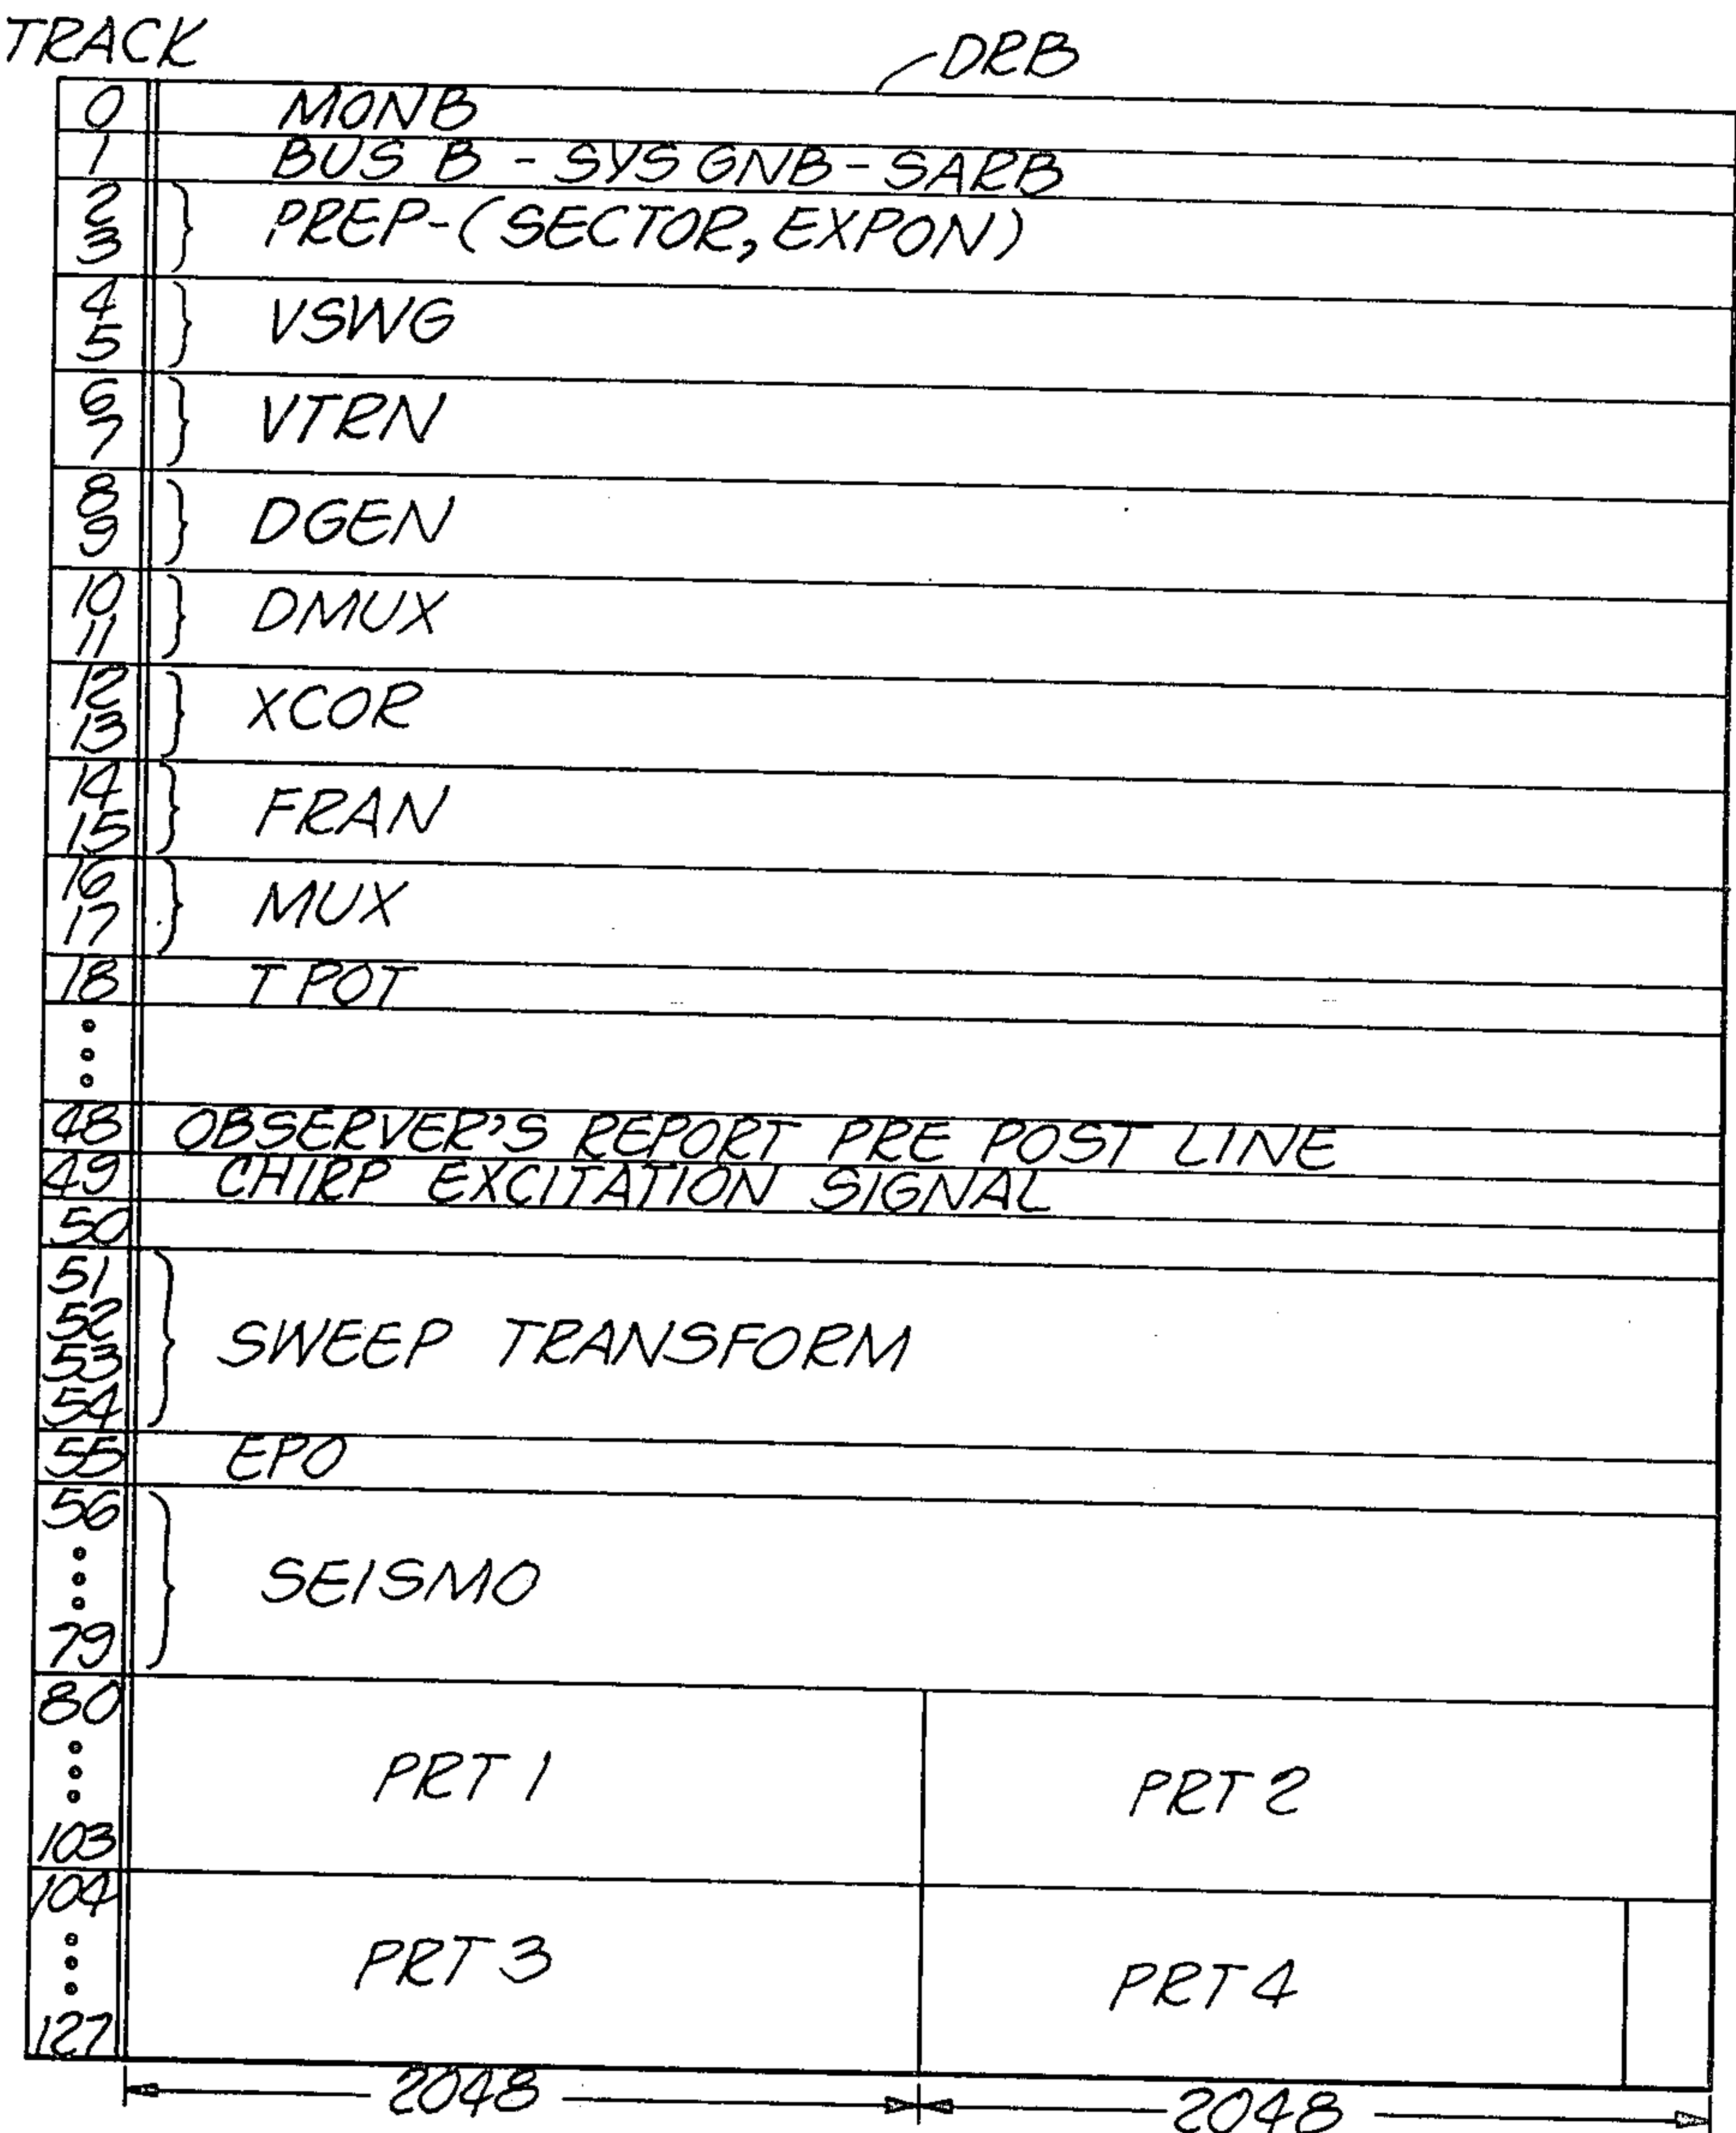 TRACK
DRB
0 MONB
1 BUS B - SYS GNB - SARB
2
3
PREP-(SECTOR, EXPON)
4
5
VSWG
6
7
VTRN
8
9
DGEN
10
11
DMUX
12
13
XCOR
14
15
FRAN
16
17
MUX
18 T POT
48 OBSERVER'S REPORT PRE POST LINE
49 CHIRP EXCITATION SIGNAL
50
51
52
53
54
SWEEP TRANSFORM
55 EPO
56
79
SEISMO
80
103
PRT 1
PRT 2
104
127
PRT 3
PRT 4
2048 2048